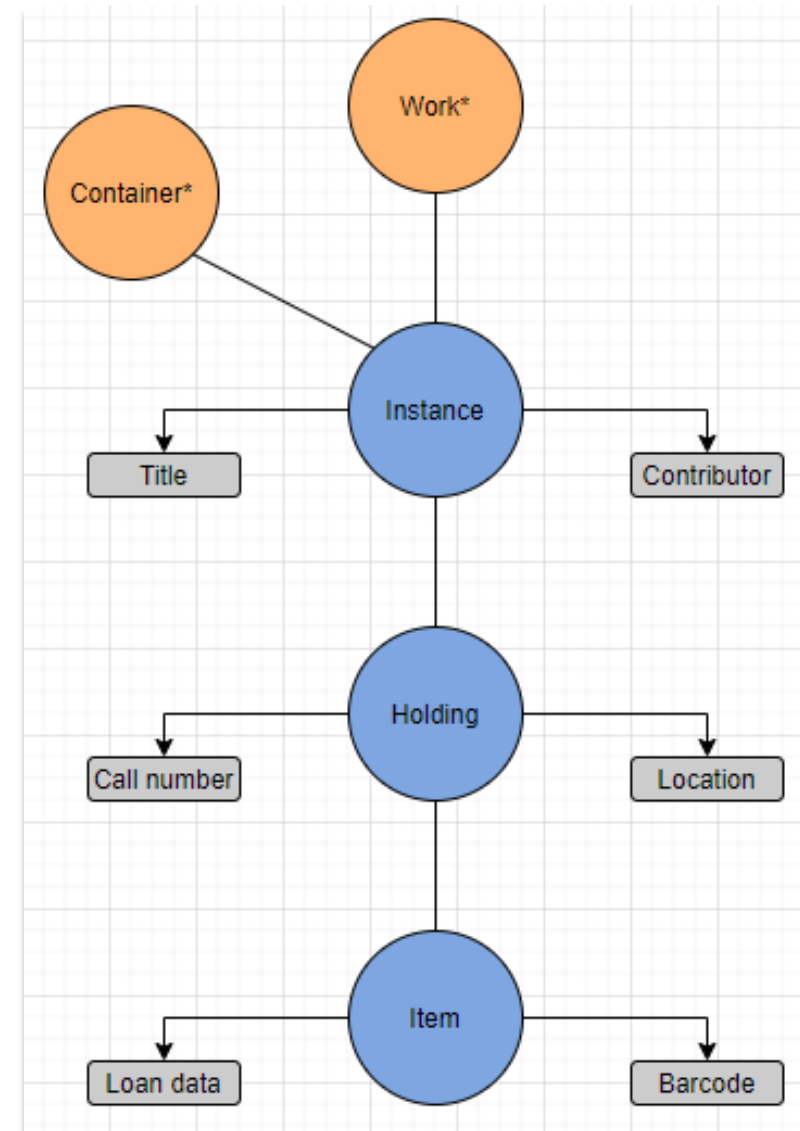 Work*
Container*
Instance
Title
Contributor
Holding
Call number
Location
Item
Loan data
Barcode